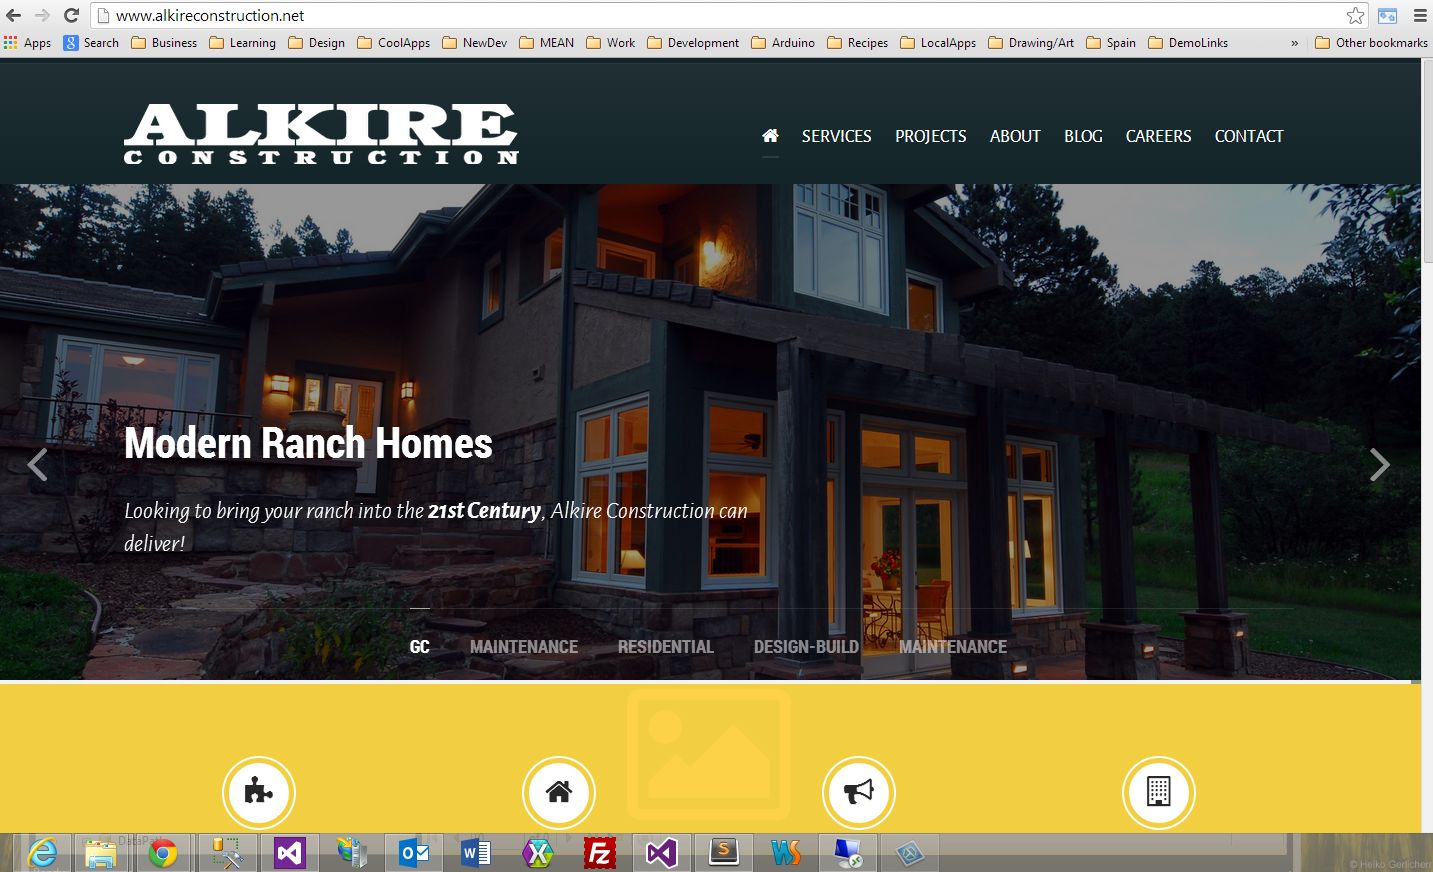 www.alkireconstruction.net
Apps Search Business Learning Design CoolApps NewDev MEAN Work Development Arduino Recipes LocalApps Drawing/Art Spain DemoLinks » Other bookmarks
ALKIRE
CONSTRUCTION
SERVICES PROJECTS ABOUT BLOG CAREERS CONTACT
Modern Ranch Homes
Looking to bring your ranch into the 21st Century, Alkire Construction can
deliver!
GC MAINTENANCE RESIDENTIAL DESIGN-BUILD MAINTENANCE